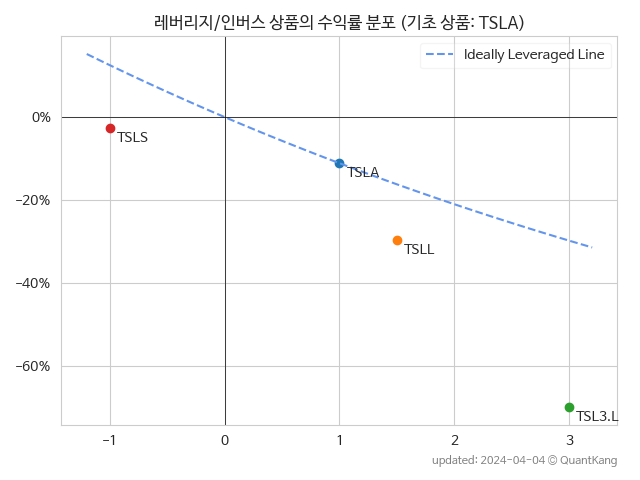 레버리지/인버스 상품의 수익률 분포 (기초 상품: TSLA)
Ideally Leveraged Line
0%
−20%
−40%
−60%
TSLS
TSLA
TSLL
TSL3.L
−1 0 1 2 3
updated: 2024-04-04 © QuantKang